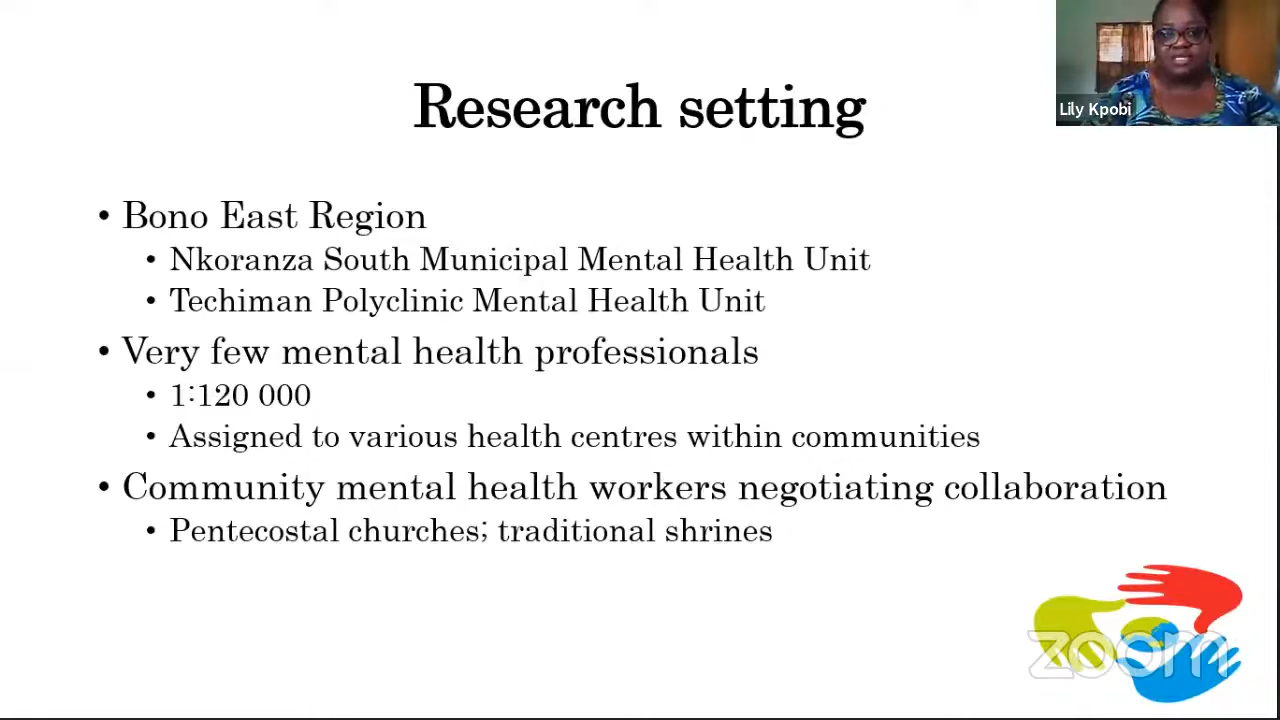 Research setting
Lily Kpobi
• Bono East Region
• Nkoranza South Municipal Mental Health Unit
• Techiman Polyclinic Mental Health Unit
• Very few mental health professionals
• 1:120 000
• Assigned to various health centres within communities
• Community mental health workers negotiating collaboration
• Pentecostal churches; traditional shrines
zoom